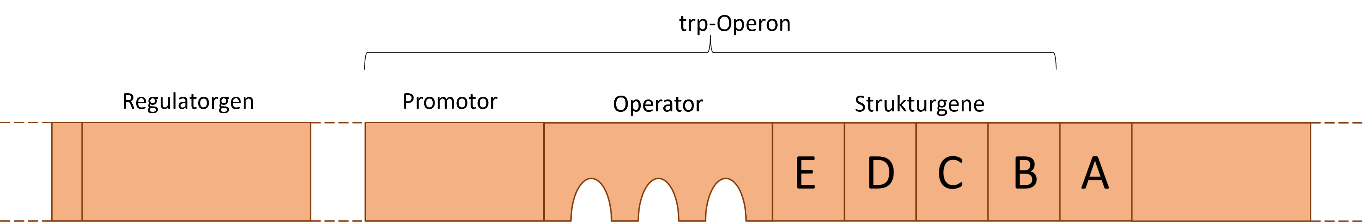 trp-Operon
Regulatorgen Promotor Operator Strukturgene
E D C B A